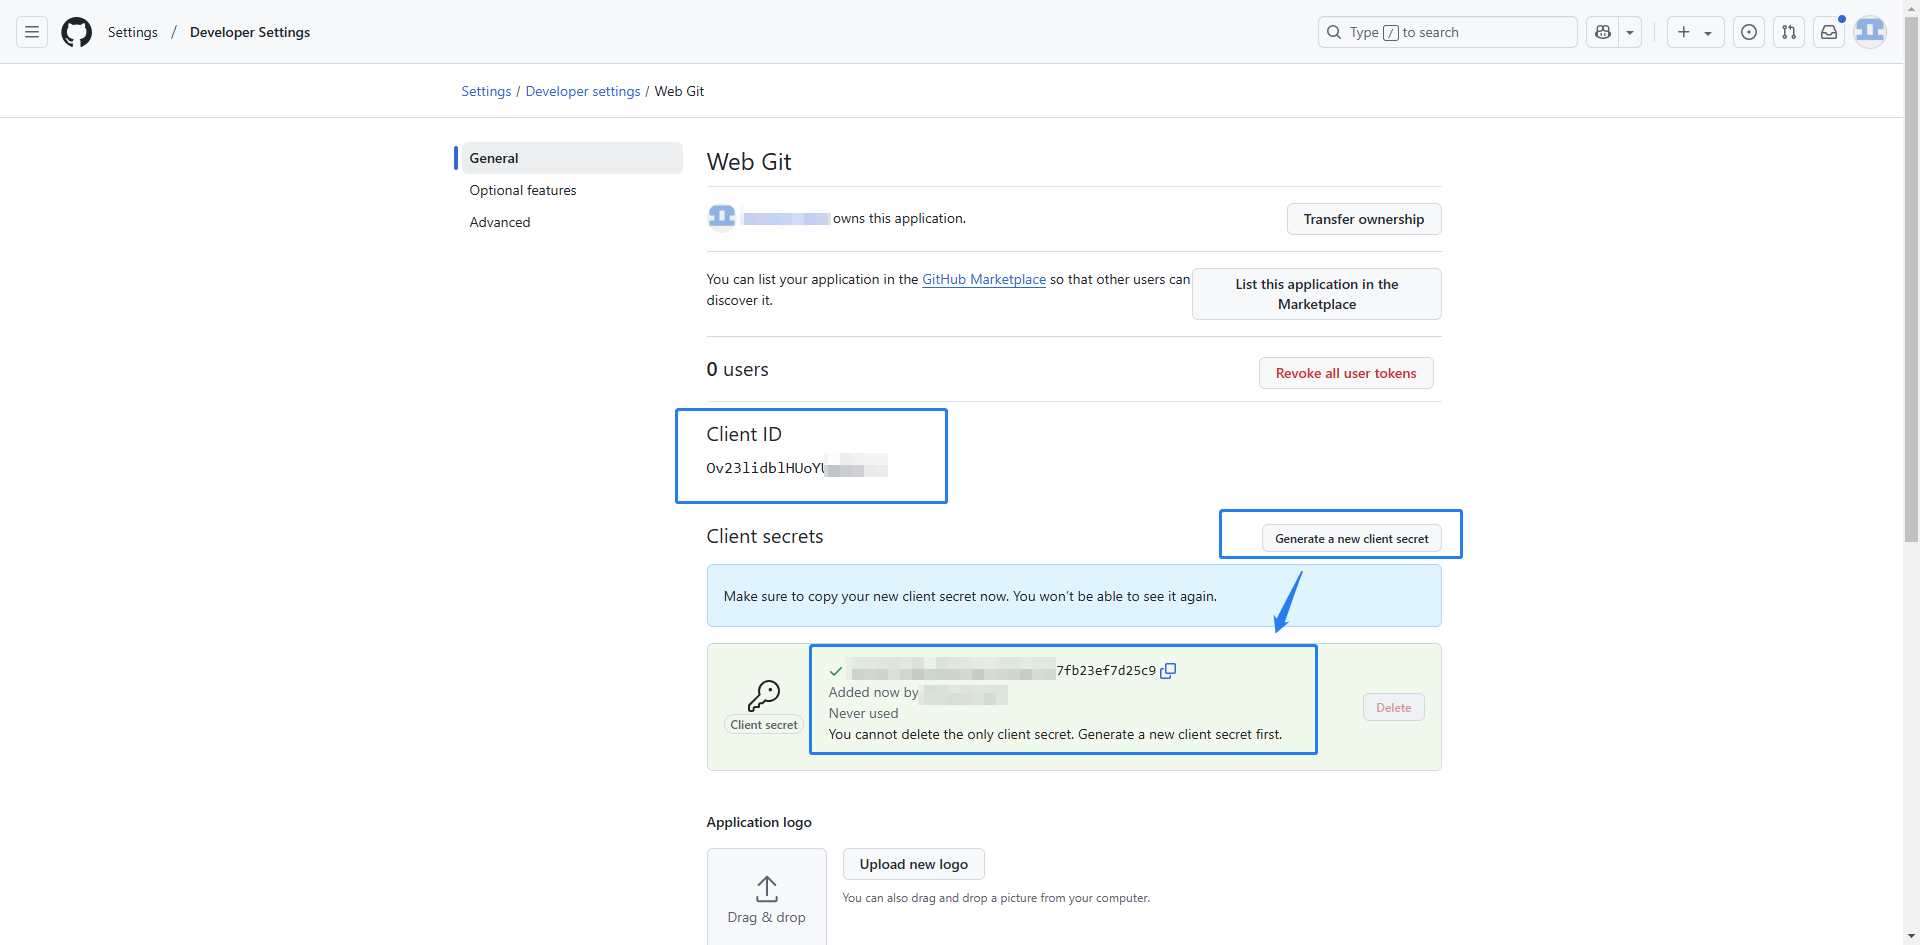 Settings / Developer Settings
Type / to search
Settings / Developer settings / Web Git
General
Optional features
Advanced
Web Git
owns this application.
Transfer ownership
You can list your application in the GitHub Marketplace so that other users can
discover it.
List this application in the
Marketplace
0 users
Revoke all user tokens
Client ID
Ov23lidblHUoYU
Client secrets
Generate a new client secret
Make sure to copy your new client secret now. You won't be able to see it again.
7fb23ef7d25c9
Added now by
Never used
You cannot delete the only client secret. Generate a new client secret first.
Client secret
Delete
Application logo
Upload new logo
You can also drag and drop a picture from your computer.
Drag & drop